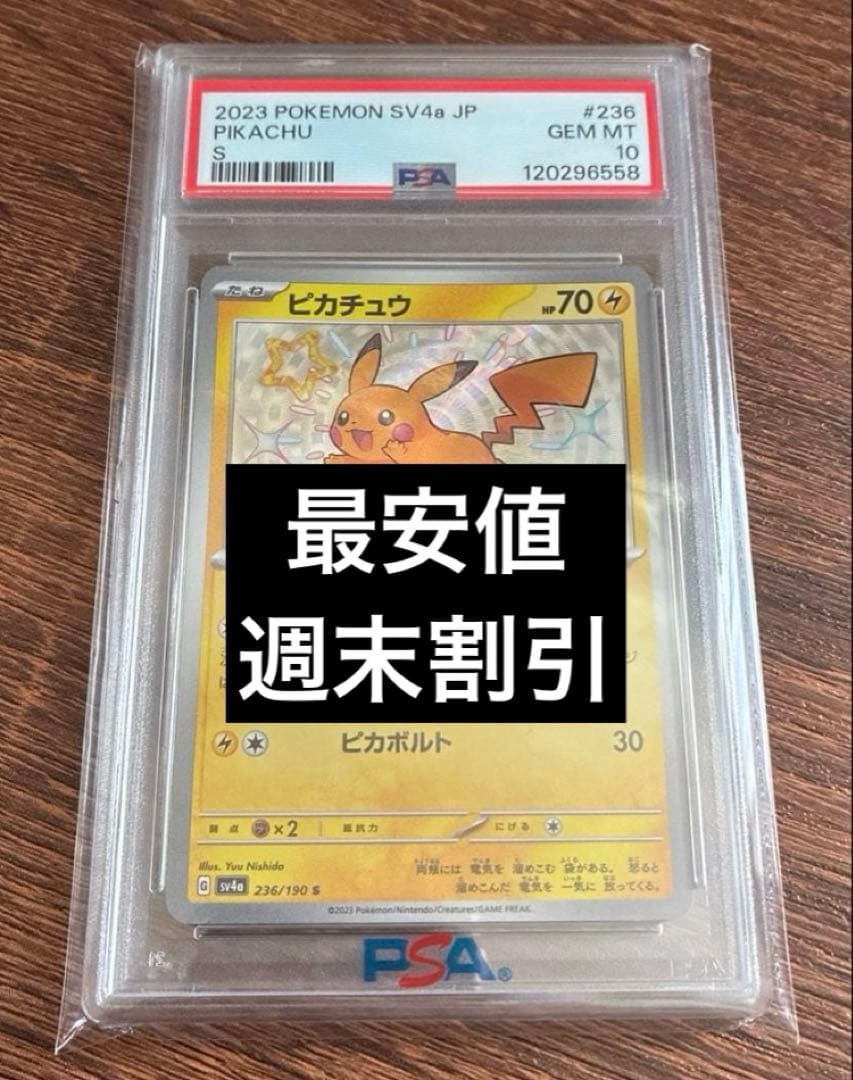 2023 POKEMON SV4a JP #236
PIKACHU GEM MT
S 10
PSA 120296558
たね ピカチュウ HP70
最安値
週末割引
は
ピカボルト 30
弱点 ×2 抵抗力 にげる
Illus. Yuu Nishida
両頬には 電気を 溜めこむ 袋がある。 怒ると
溜めこんだ 電気を 一気に 放ってくる。
G sv4a 236/190 S
©2023 Pokémon/Nintendo/Creatures/GAME FREAK.
PSA®